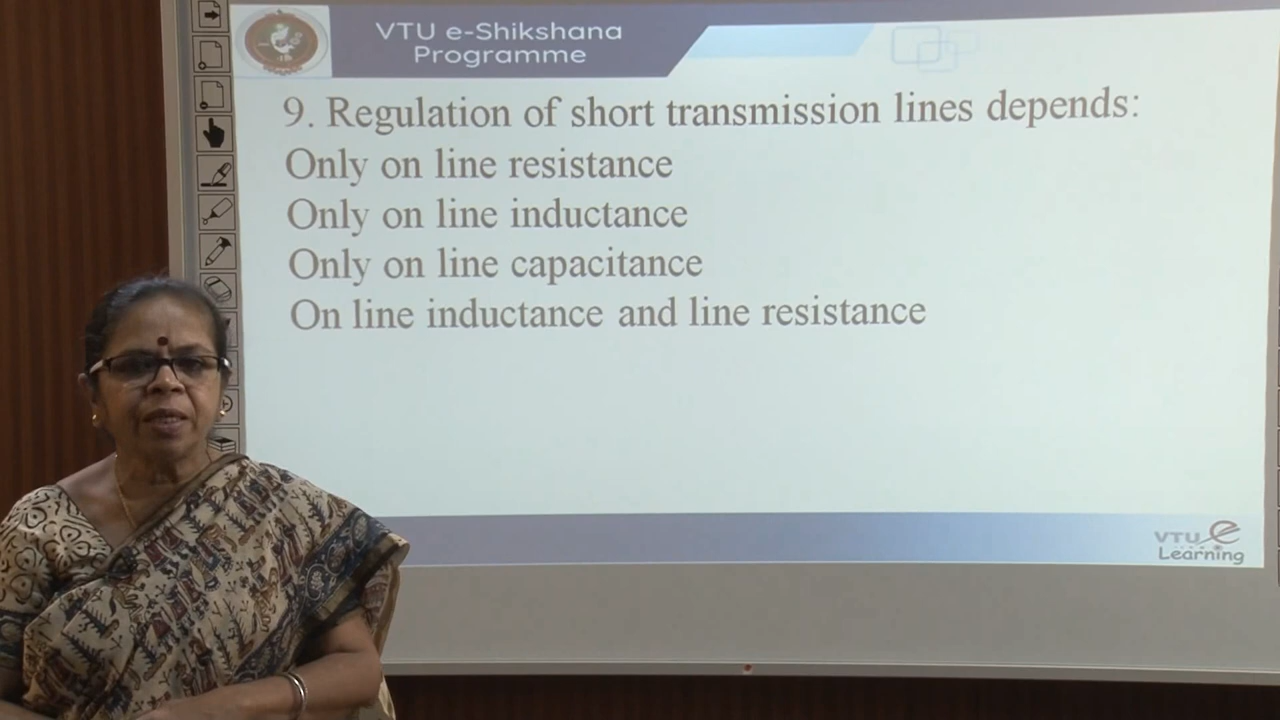 VTU e-Shikshana
Programme
9. Regulation of short transmission lines depends:
Only on line resistance
Only on line inductance
Only on line capacitance
On line inductance and line resistance
VTU e
Learning